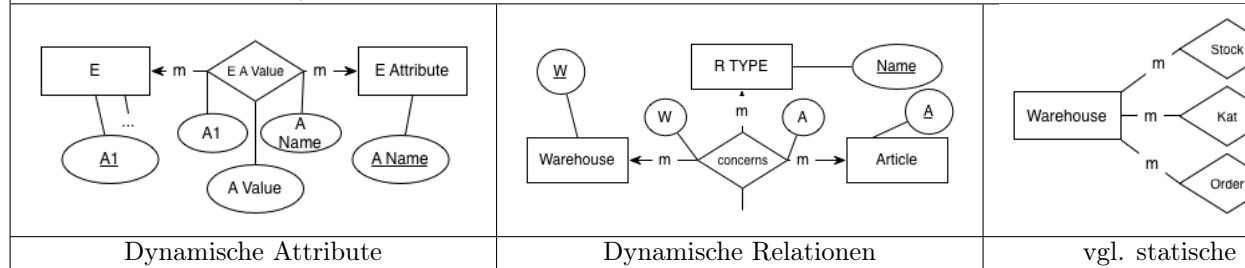 E
m
E A Value
m
E Attribute
...
A1
A1
A
Name
A Name
A Value
Dynamische Attribute
W
R TYPE
Name
m
W
A
A
Warehouse
m
concerns
m
Article
Dynamische Relationen
Stock
m
Warehouse
m
Kat
m
Order
vgl. statische